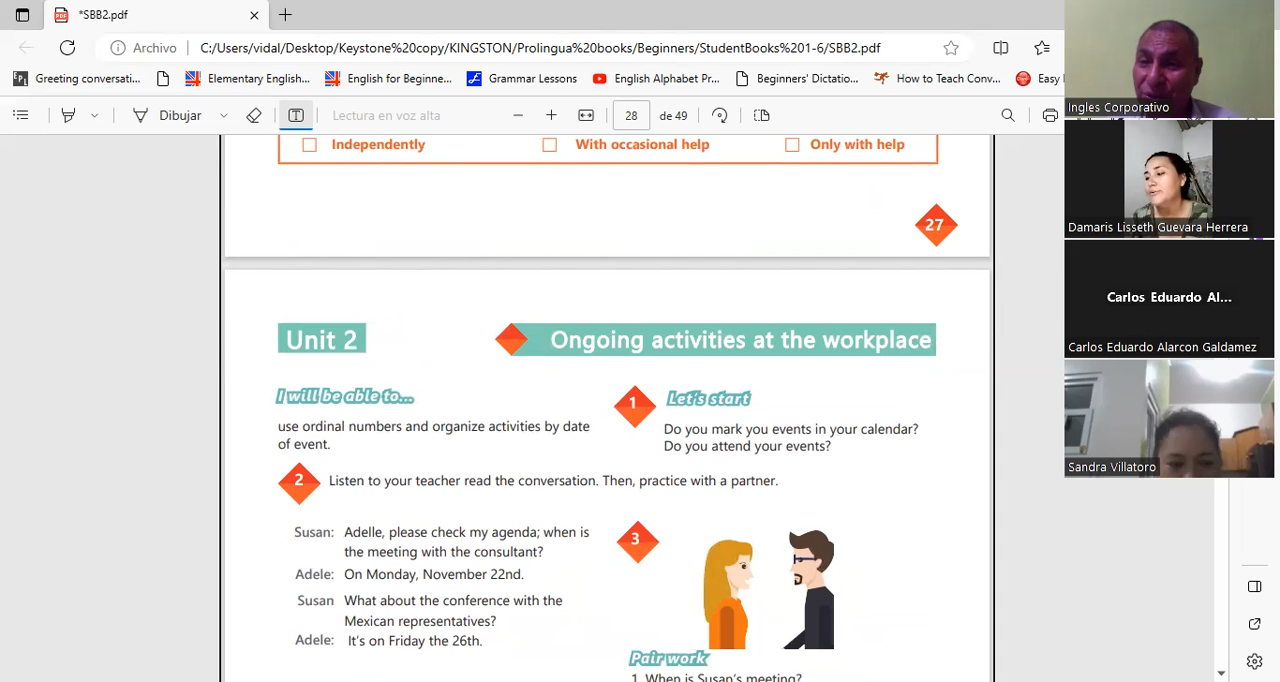 *SBB2.pdf
Archivo
C:/Users/vidal/Desktop/Keystone%20copy/KINGSTON/Prolingua%20books/Beginners/StudentBooks%201-6/SBB2.pdf
Greeting conversati...
Elementary English...
English for Beginne...
Grammar Lessons
English Alphabet Pr...
Beginners' Dictatio...
How to Teach Conv...
Easy
Dibujar
Lectura en voz alta
28 de 49
Independently
With occasional help
Only with help
27
Unit 2
Ongoing activities at the workplace
I will be able to...
use ordinal numbers and organize activities by date
of event.
1
Let's start
Do you mark you events in your calendar?
Do you attend your events?
2
Listen to your teacher read the conversation. Then, practice with a partner.
Susan: Adelle, please check my agenda; when is
the meeting with the consultant?
Adele: On Monday, November 22nd.
Susan What about the conference with the
Mexican representatives?
Adele: It's on Friday the 26th.
3
Pair work
1. When is Susan's meeting?
Ingles Corporativo
Damaris Lisseth Guevara Herrera
Carlos Eduardo Al...
Carlos Eduardo Alarcon Galdamez
Sandra Villatoro